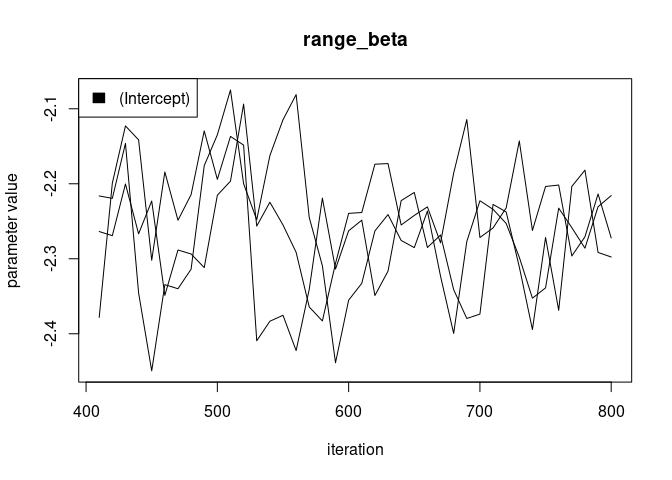 range_beta
(Intercept)
parameter value
-2.1
-2.2
-2.3
-2.4
400 500 600 700 800
iteration